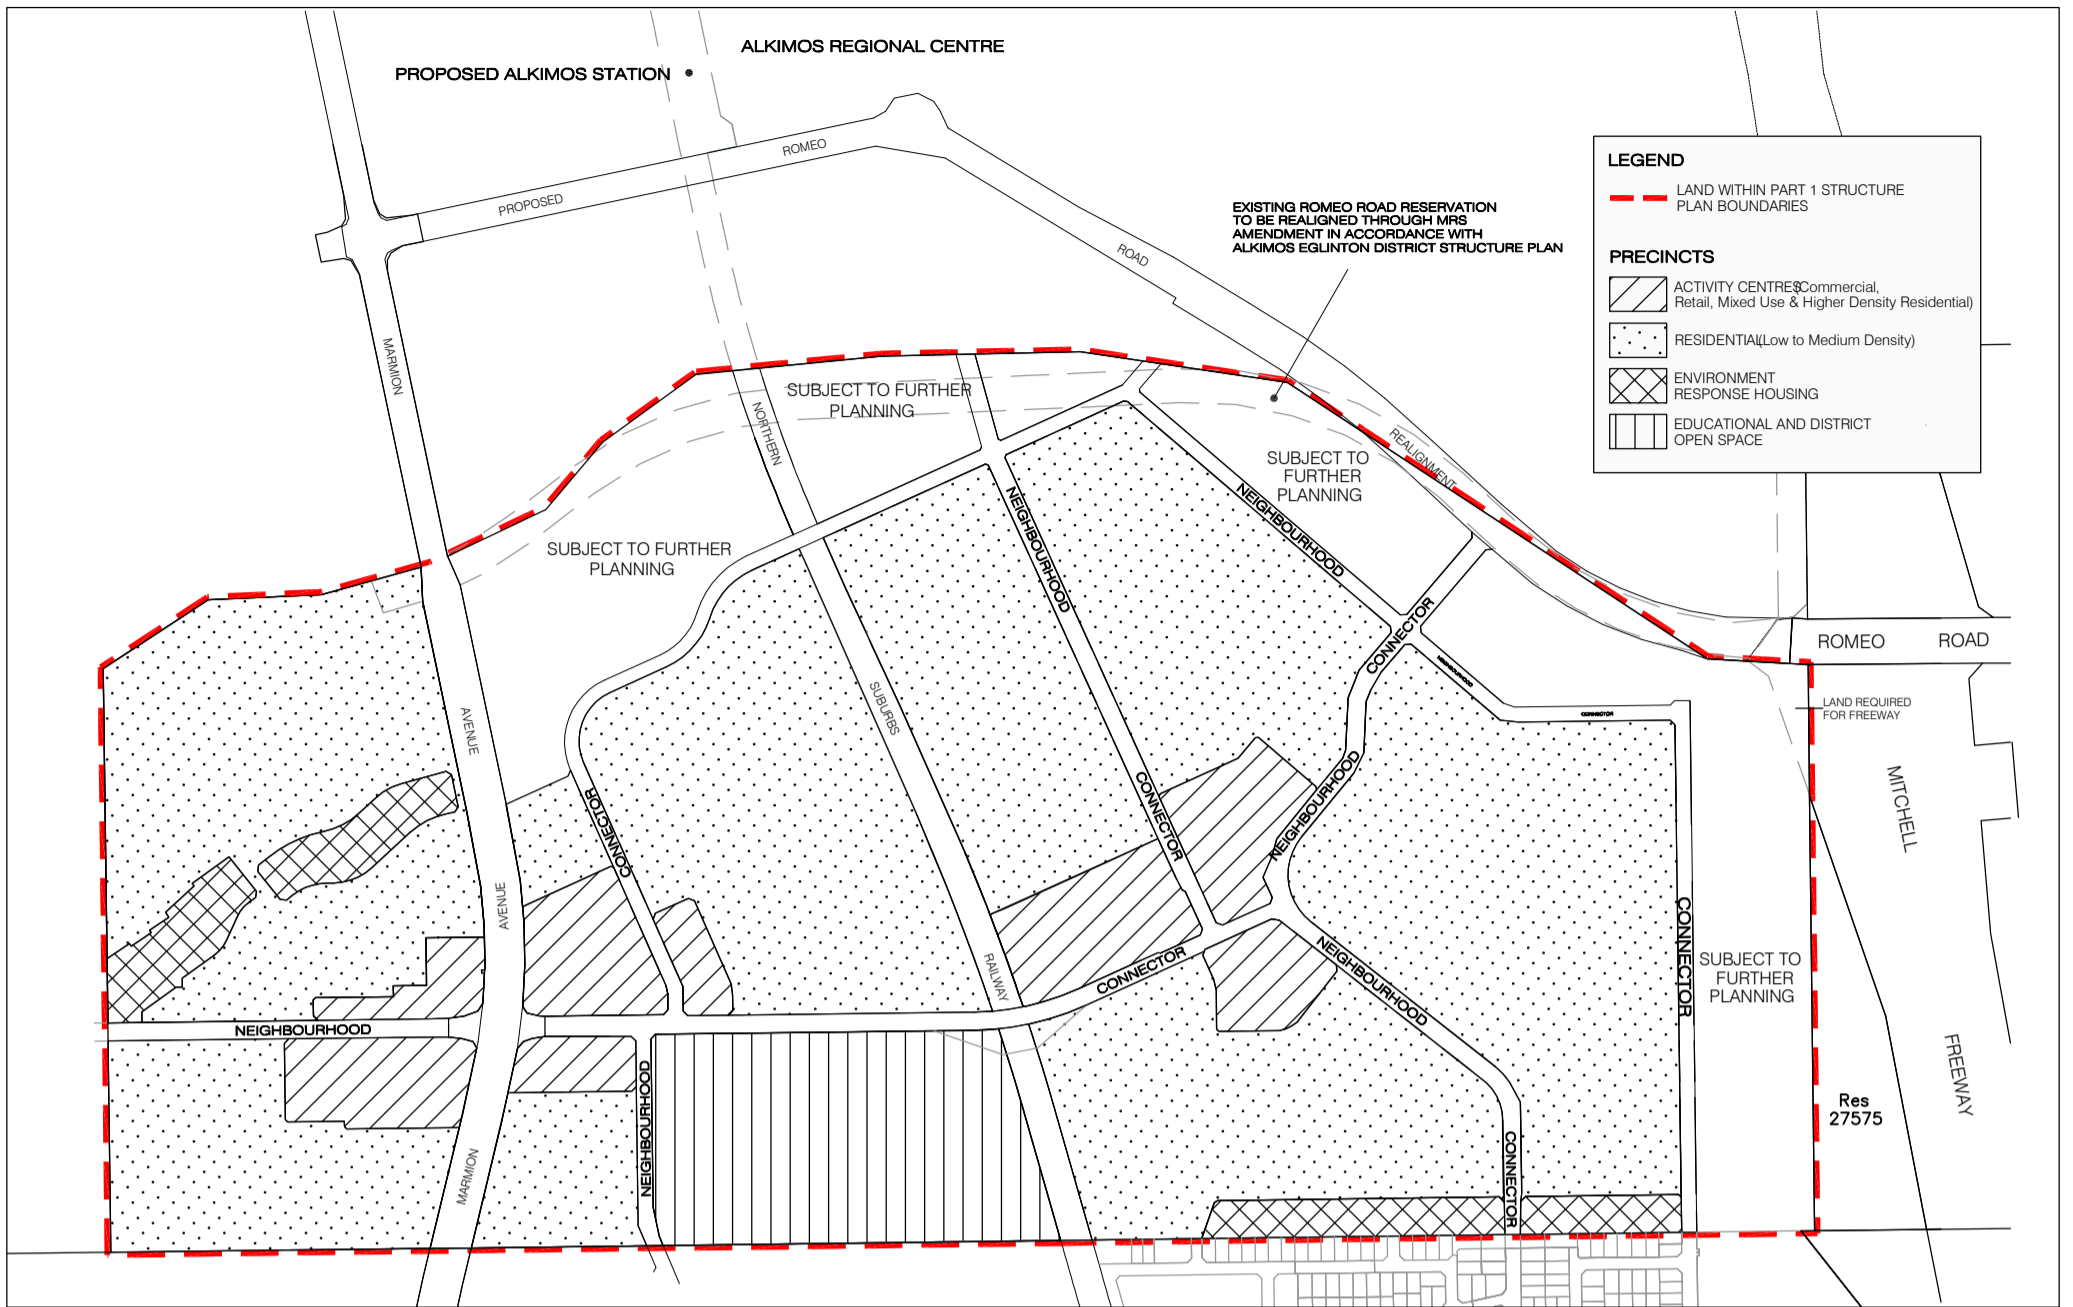 ALKIMOS REGIONAL CENTRE
PROPOSED ALKIMOS STATION
PROPOSED
ROMEO
ROAD
REALIGNMENT
EXISTING ROMEO ROAD RESERVATION
TO BE REALIGNED THROUGH MRS
AMENDMENT IN ACCORDANCE WITH
ALKIMOS EGLINTON DISTRICT STRUCTURE PLAN
LEGEND
LAND WITHIN PART 1 STRUCTURE
PLAN BOUNDARIES
PRECINCTS
ACTIVITY CENTRES(Commercial,
Retail, Mixed Use & Higher Density Residential)
RESIDENTIAL(Low to Medium Density)
ENVIRONMENT
RESPONSE HOUSING
EDUCATIONAL AND DISTRICT
OPEN SPACE
MARMION
AVENUE
AVENUE
MARMION
NORTHERN
SUBURBS
RAILWAY
SUBJECT TO FURTHER
PLANNING
SUBJECT TO FURTHER
PLANNING
SUBJECT TO
FURTHER
PLANNING
SUBJECT TO
FURTHER
PLANNING
NEIGHBOURHOOD
CONNECTOR
NEIGHBOURHOOD
CONNECTOR
NEIGHBOURHOOD
NEIGHBOURHOOD
CONNECTOR
CONNECTOR
CONNECTOR
NEIGHBOURHOOD
CONNECTOR
NEIGHBOURHOOD
CONNECTOR
NEIGHBOURHOOD
NEIGHBOURHOOD
CONNECTOR
ROMEO ROAD
LAND REQUIRED
FOR FREEWAY
MITCHELL
FREEWAY
Res
27575